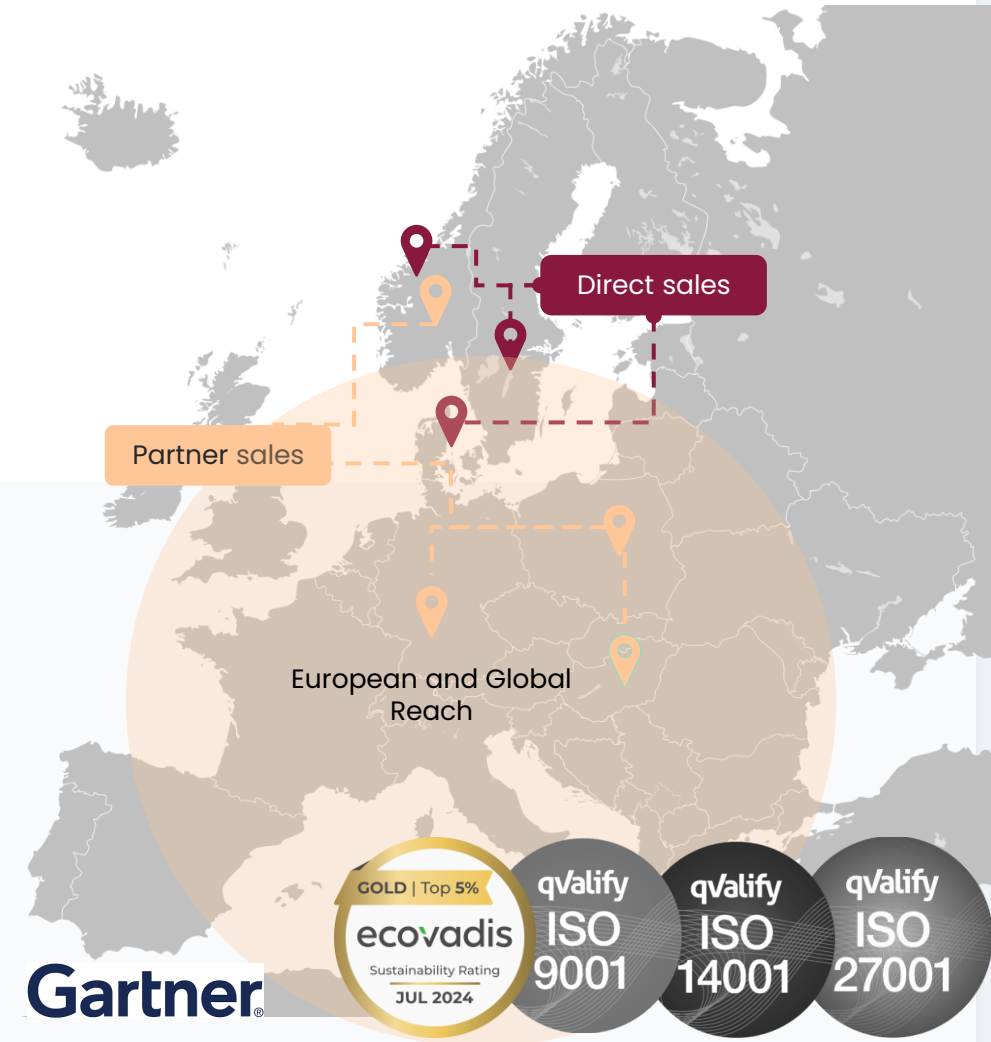 Direct sales
Partner sales
European and Global
Reach
GOLD | Top 5%
ecovadis
Sustainability Rating
JUL 2024
qValify
ISO
9001
qValify
ISO
14001
qValify
ISO
27001
Gartner®